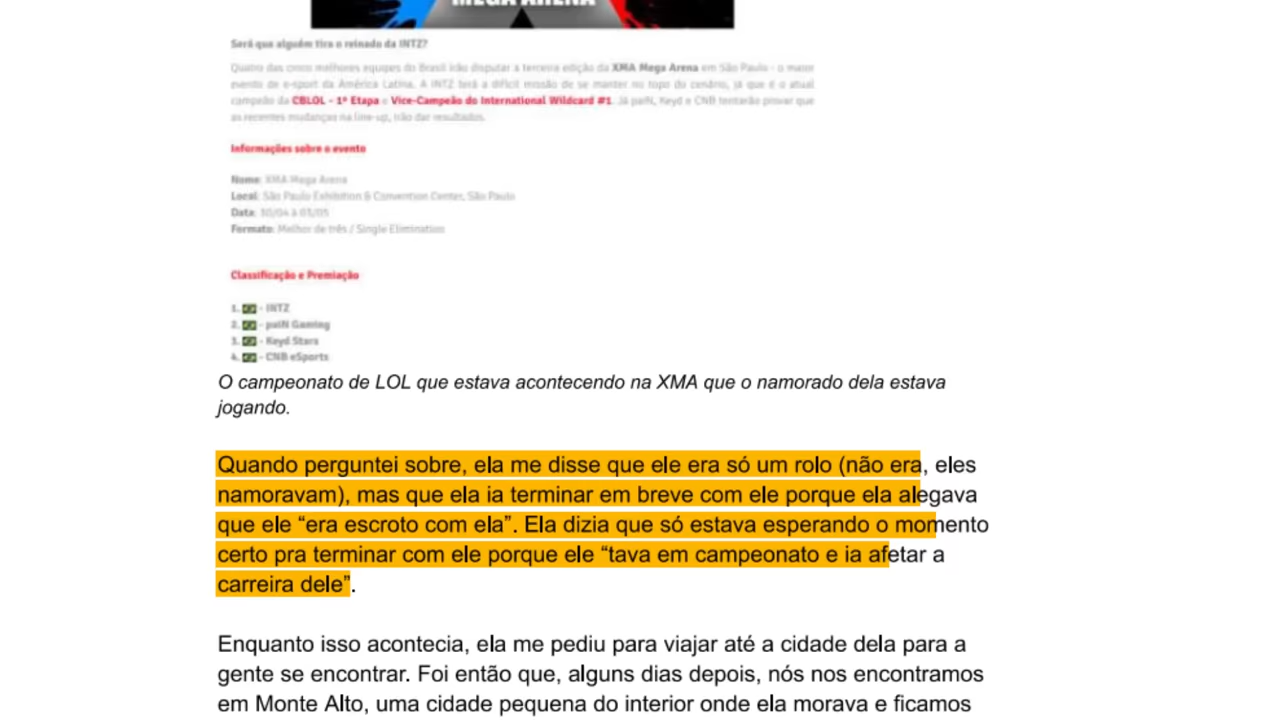 MEGA ARENA
Será que alguém tira o reinado da INTZ?
Quatro das cinco melhores equipes do Brasil irão disputar a terceira edição da XMA Mega Arena em São Paulo - o maior
evento de e-sport da América Latina. A INTZ terá a difícil missão de se manter no topo do cenário, já que é o atual
campeão da CBLOL - 1ª Etapa e Vice-Campeão do International Wildcard #1. Já paiN, Keyd e CNB tentarão provar que
as recentes mudanças na line-up, irão dar resultados.
Informações sobre o evento
Nome: XMA Mega Arena
Local: São Paulo Exhibition & Convention Center, São Paulo
Data: 30/04 à 03/05
Formato: Melhor de três / Single Elimination
Classificação e Premiação
1. - INTZ
2. - paiN Gaming
3. - Keyd Stars
4. - CNB eSports
O campeonato de LOL que estava acontecendo na XMA que o namorado dela estava
jogando.
Quando perguntei sobre, ela me disse que ele era só um rolo (não era, eles
namoravam), mas que ela ia terminar em breve com ele porque ela alegava
que ele “era escroto com ela”. Ela dizia que só estava esperando o momento
certo pra terminar com ele porque ele “tava em campeonato e ia afetar a
carreira dele”.
Enquanto isso acontecia, ela me pediu para viajar até a cidade dela para a
gente se encontrar. Foi então que, alguns dias depois, nós nos encontramos
em Monte Alto, uma cidade pequena do interior onde ela morava e ficamos